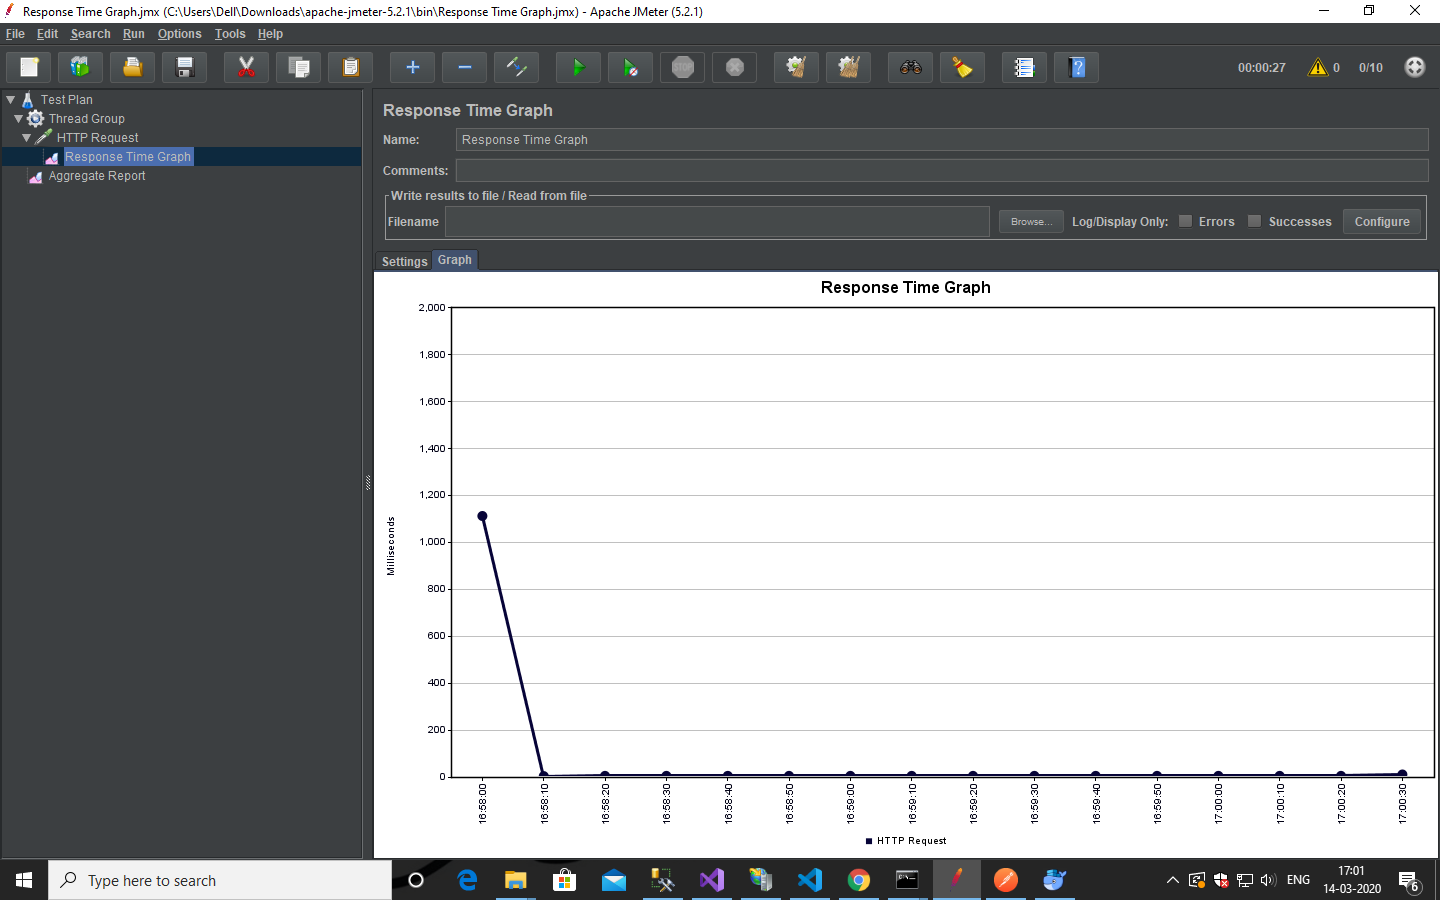 Response Time Graph.jmx (C:\Users\Dell\Downloads\apache-jmeter-5.2.1\bin\Response Time Graph.jmx) - Apache JMeter (5.2.1)
File Edit Search Run Options Tools Help
STOP 00:00:27 0 0/10
Test Plan
Thread Group
HTTP Request
Response Time Graph
Aggregate Report
Response Time Graph
Name: Response Time Graph
Comments:
Write results to file / Read from file
Filename Browse... Log/Display Only: Errors Successes Configure
Settings Graph
Response Time Graph
2,000
1,800
1,600
1,400
1,200
1,000
800
600
400
200
0
Milliseconds
16:58:00 16:58:10 16:58:20 16:58:30 16:58:40 16:58:50 16:59:00 16:59:10 16:59:20 16:59:30 16:59:40 16:59:50 17:00:00 17:00:10 17:00:20 17:00:30
HTTP Request
Type here to search
ENG
17:01
14-03-2020
6